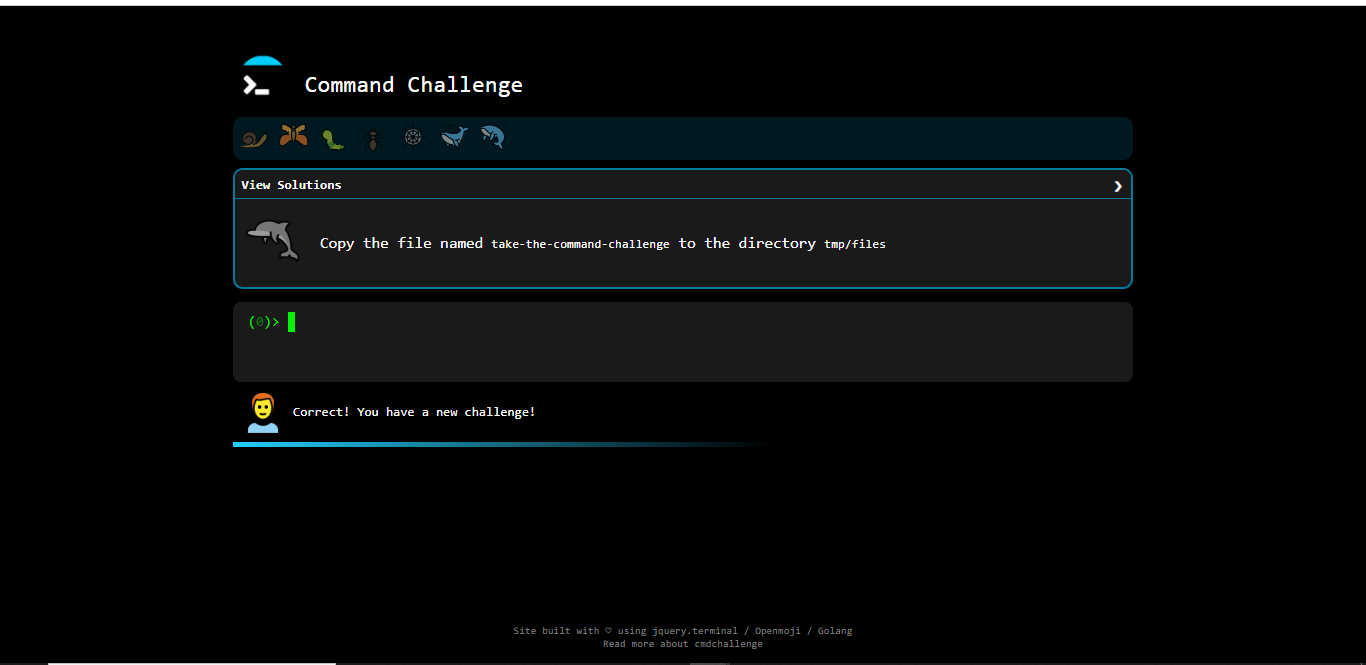 Command Challenge
View Solutions
Copy the file named take-the-command-challenge to the directory tmp/files
(0)>
Correct! You have a new challenge!
Site built with ♡ using jquery.terminal / Openmoji / Golang
Read more about cmdchallenge